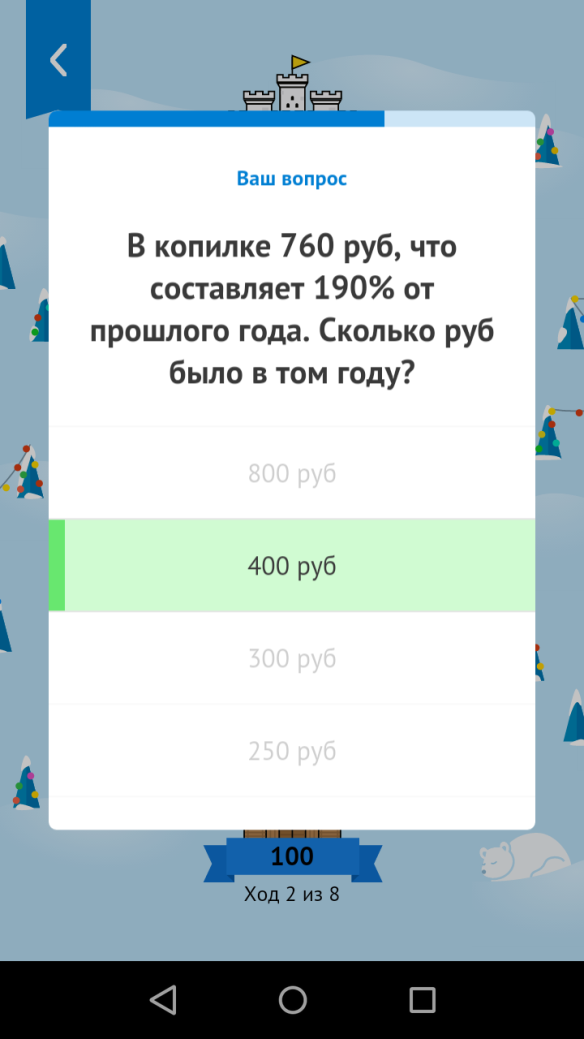 Ваш вопрос
В копилке 760 руб, что
составляет 190% от
прошлого года. Сколько руб
было в том году?
800 руб
400 руб
300 руб
250 руб
100
Ход 2 из 8